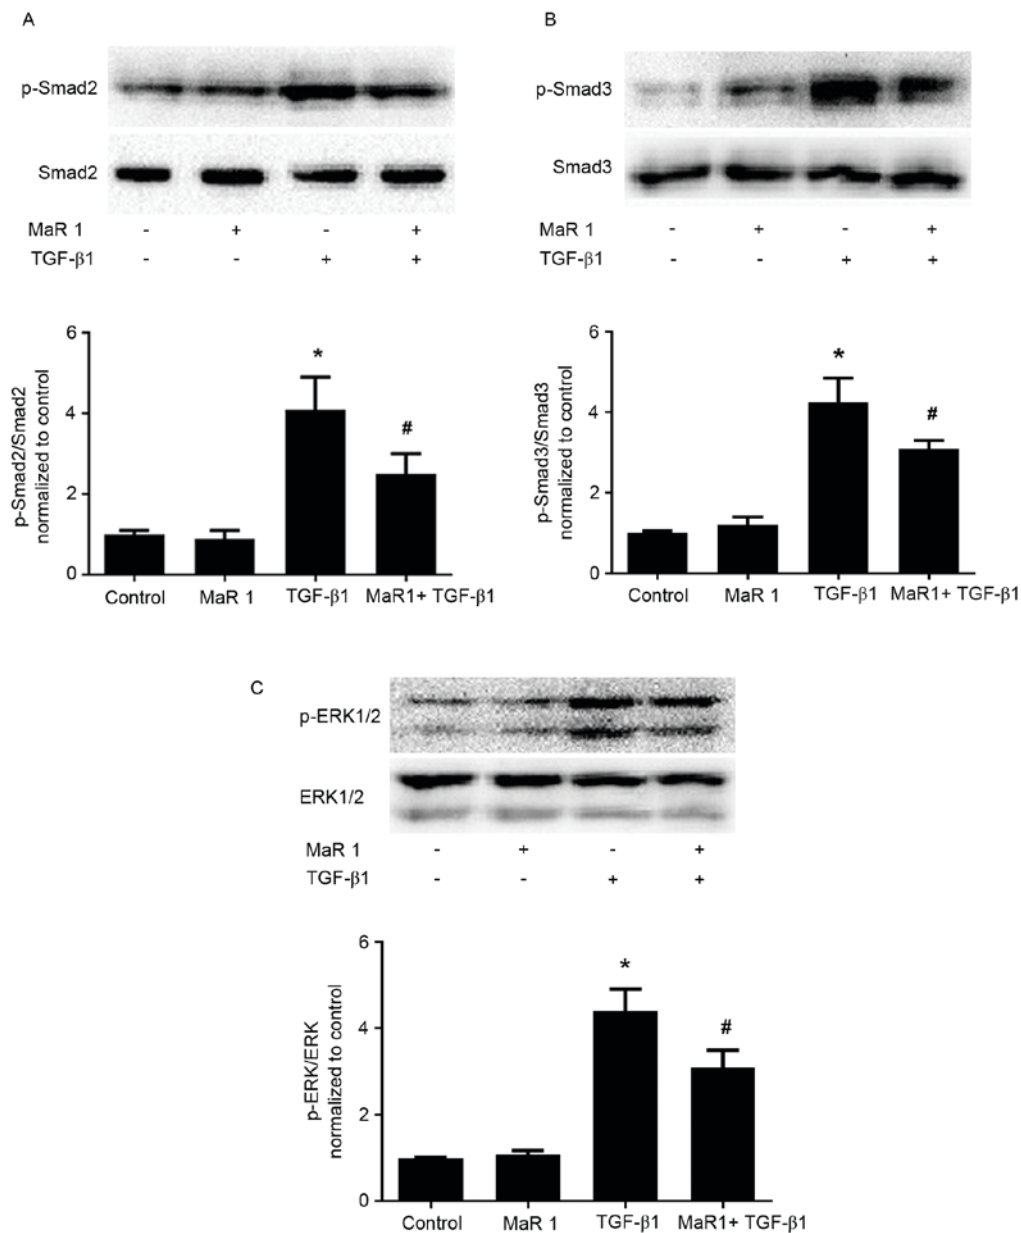 A
p-Smad2
Smad2
MaR 1 - + - +
TGF-β1 - - + +
p-Smad2/Smad2
normalized to control
6
4
2
0
*
#
Control MaR 1 TGF-β1 MaR1+ TGF-β1
B
p-Smad3
Smad3
MaR 1 - + - +
TGF-β1 - - + +
p-Smad3/Smad3
normalized to control
6
4
2
0
*
#
Control MaR 1 TGF-β1 MaR1+ TGF-β1
C
p-ERK1/2
ERK1/2
MaR 1 - + - +
TGF-β1 - - + +
p-ERK/ERK
normalized to control
6
4
2
0
*
#
Control MaR 1 TGF-β1 MaR1+ TGF-β1